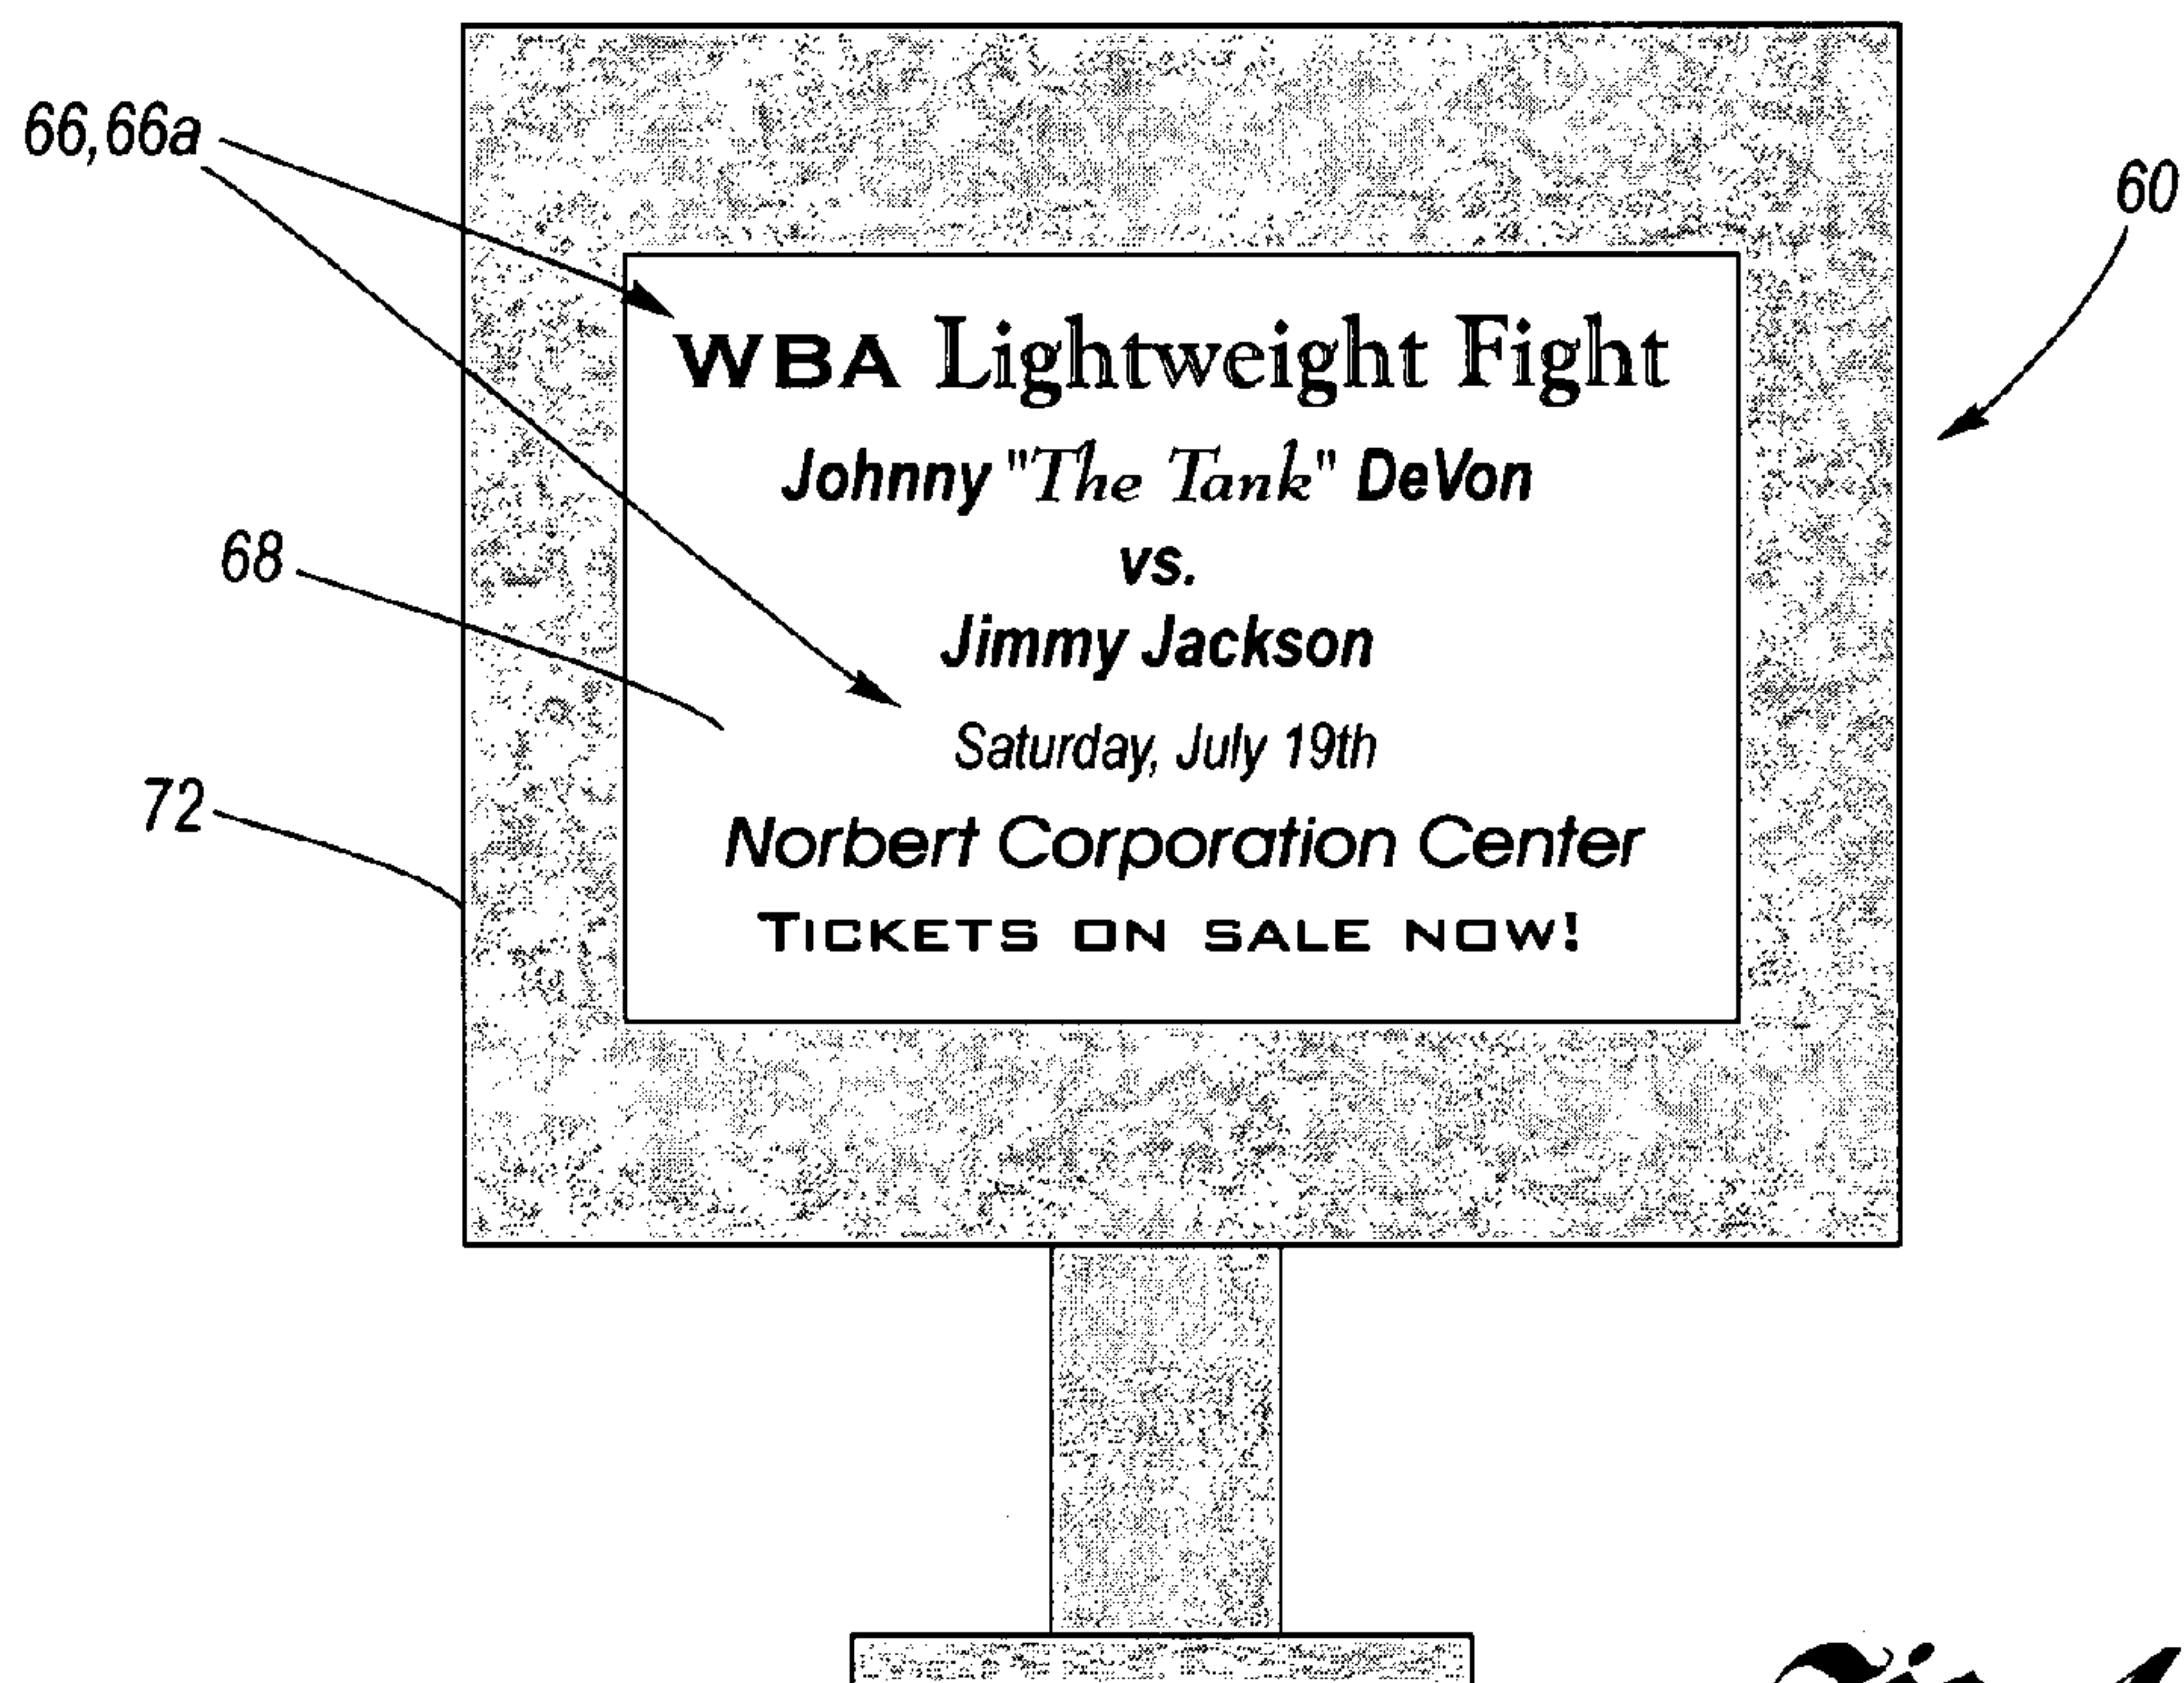 66,66a
60
WBA Lightweight Fight
Johnny "The Tank" DeVon
vs.
68
Jimmy Jackson
Saturday, July 19th
72
Norbert Corporation Center
TICKETS ON SALE NOW!